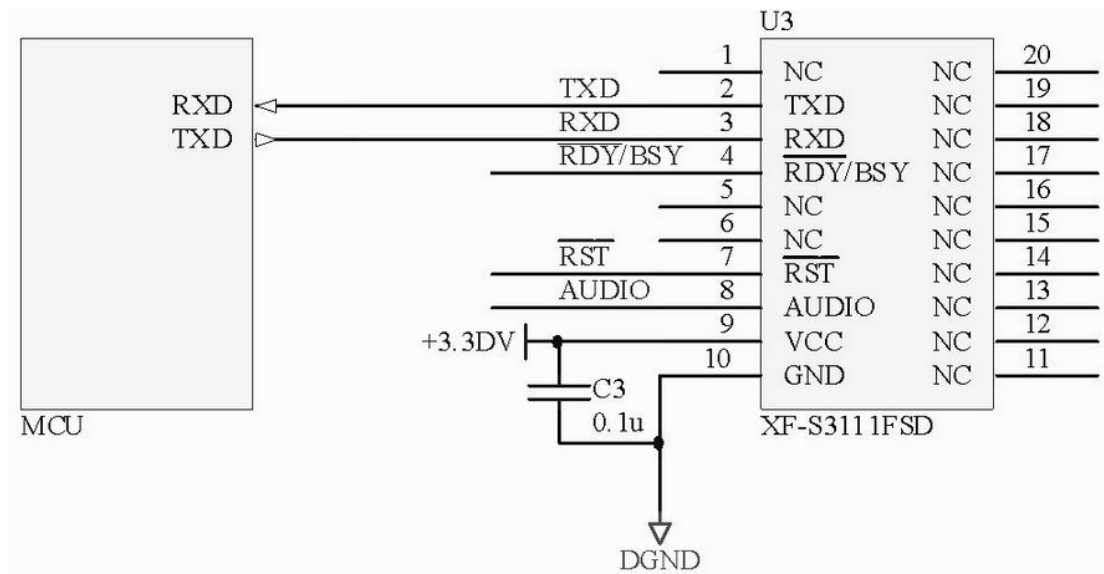 U3
1 NC NC 20
TXD 2 TXD NC 19
RXD
RXD 3 RXD NC 18
TXD
RDY/BSY 4 RDY/BSY NC 17
5 NC NC 16
6 NC NC 15
RST 7 RST NC 14
AUDIO 8 AUDIO NC 13
+3.3DV 9 VCC NC 12
10 GND NC 11
C3
0.1u
MCU
XF-S3111FSD
DGND